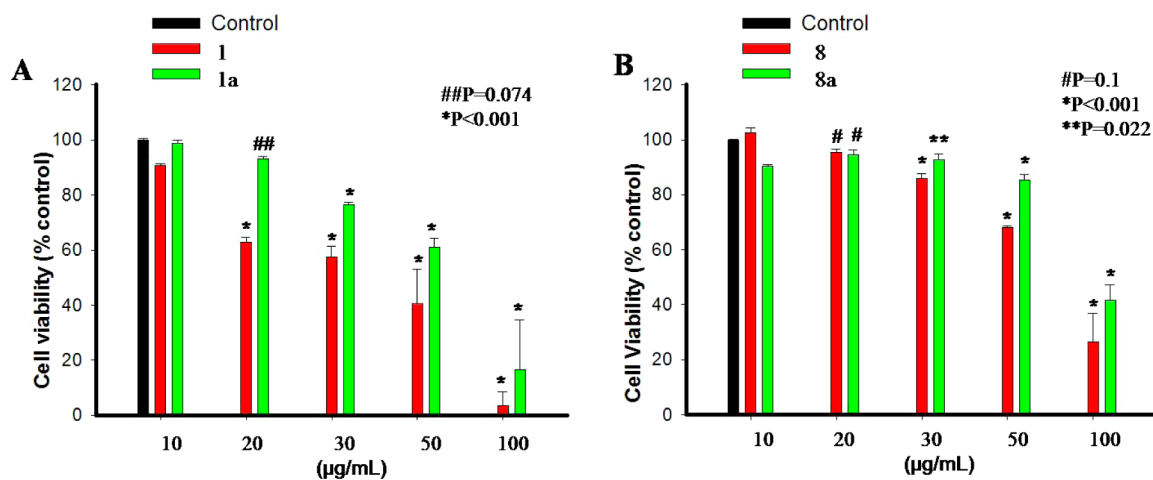 Control
1
1a
A
##P=0.074
*P<0.001
120
100
80
60
40
20
0
Cell viability (% control)
##
*
*
*
*
*
*
*
10 20 30 50 100
(µg/mL)
Control
8
8a
B
#P=0.1
*P<0.001
**P=0.022
120
100
80
60
40
20
0
Cell Viability (% control)
# #
*
**
*
*
*
*
10 20 30 50 100
(µg/mL)